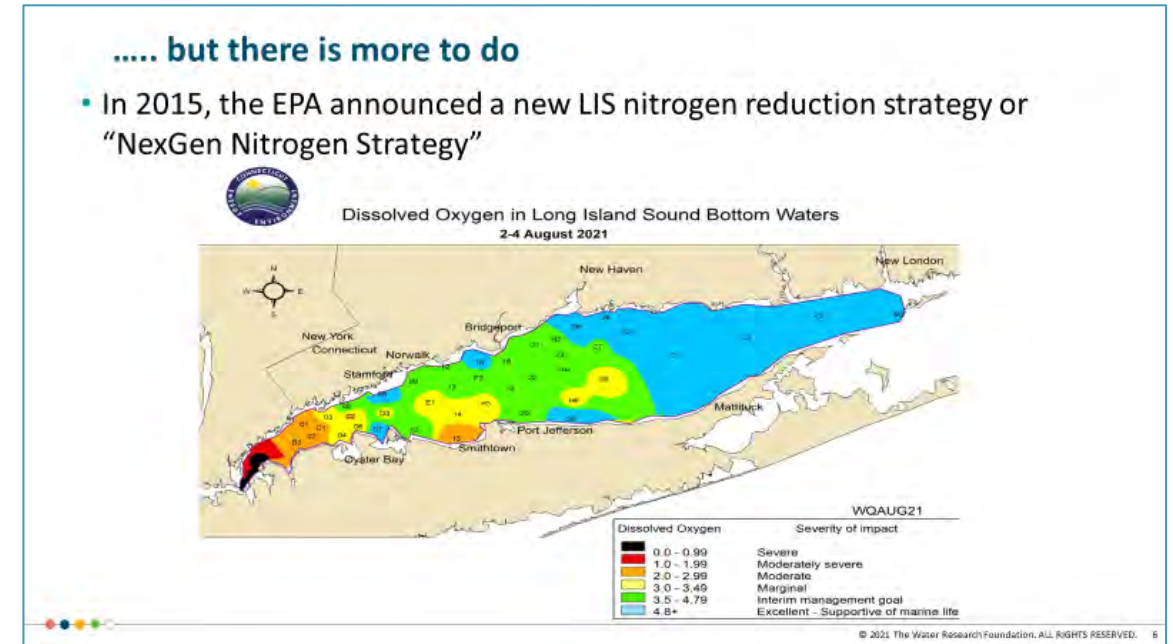 ..... but there is more to do
• In 2015, the EPA announced a new LIS nitrogen reduction strategy or
“NexGen Nitrogen Strategy”
Dissolved Oxygen in Long Island Sound Bottom Waters
2-4 August 2021
N
W
E
S
New London
New Haven
Bridgeport
New York
Connecticut
Norwalk
Stamford
Mattituck
Port Jefferson
Smithtown
Oyster Bay
WQAUG21
Dissolved Oxygen Severity of impact
0.0 - 0.99 Severe
1.0 - 1.99 Moderately severe
2.0 - 2.99 Moderate
3.0 - 3.49 Marginal
3.5 - 4.79 Interim management goal
4.8+ Excellent - Supportive of marine life
© 2021 The Water Research Foundation. ALL RIGHTS RESERVED. 6